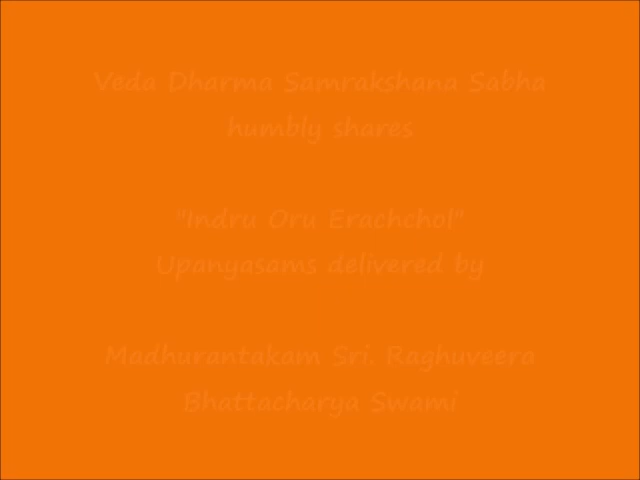 Veda Dharma Samrakshana Sabha
humbly shares
"Indru Oru Erachchol"
Upanyasams delivered by
Madhurantakam Sri. Raghuveera
Bhattacharya Swami